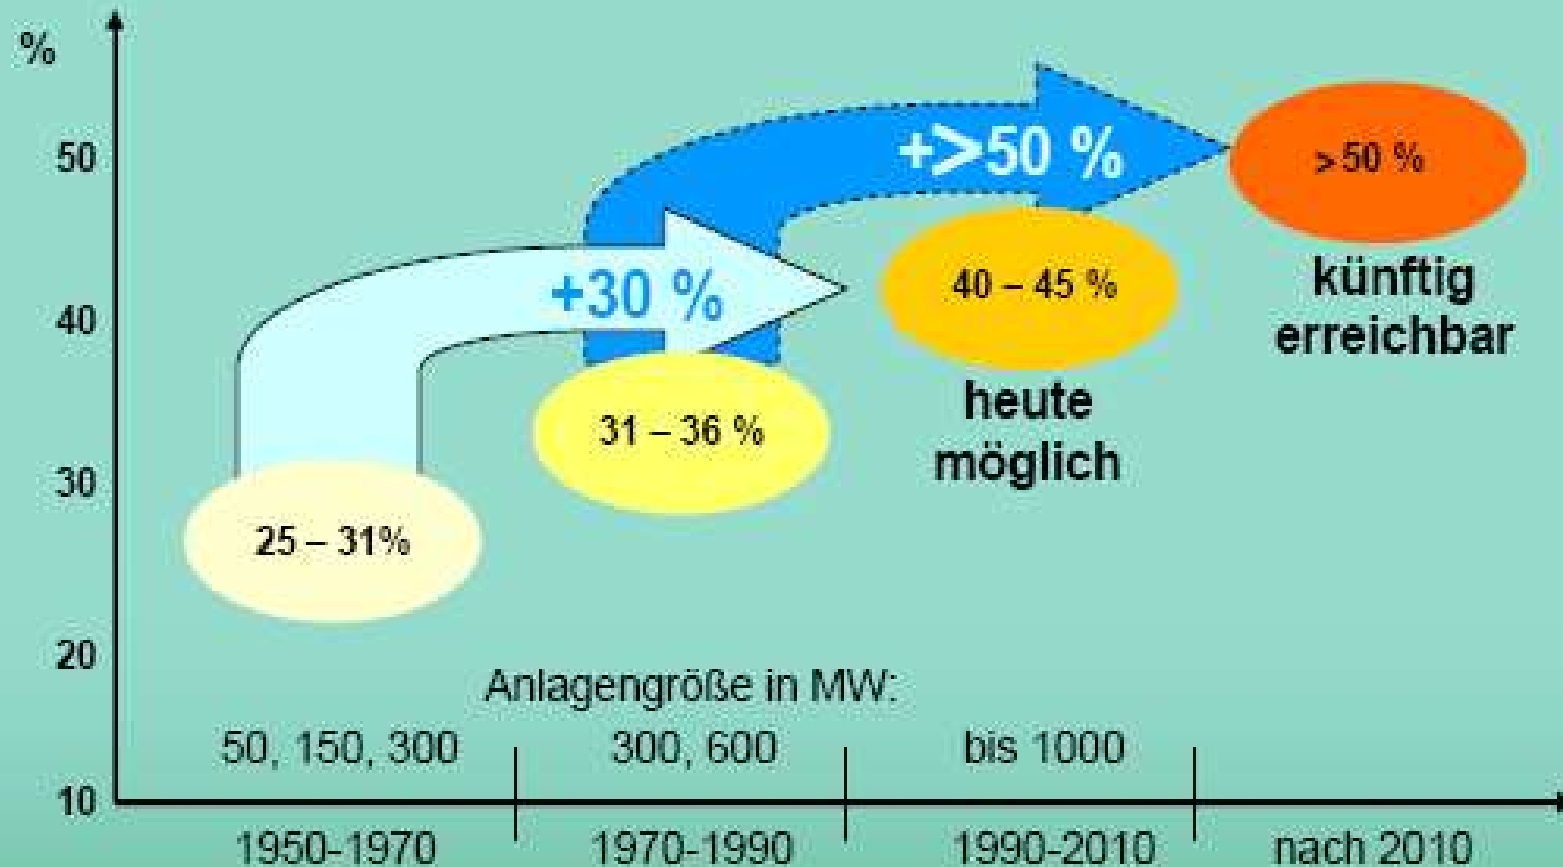 %
50
40
30
20
10
+>50 %
> 50 %
+30 %
40 – 45 %
künftig
erreichbar
31 – 36 %
heute
möglich
25 – 31%
Anlagengröße in MW:
50, 150, 300
300, 600
bis 1000
1950-1970
1970-1990
1990-2010
nach 2010